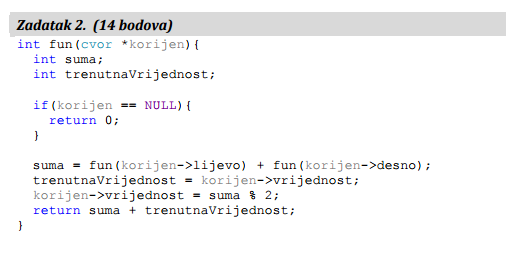 Zadatak 2. (14 bodova)
int fun(cvor *korijen){
  int suma;
  int trenutnaVrijednost;

  if(korijen == NULL){
    return 0;
  }

  suma = fun(korijen->lijevo) + fun(korijen->desno);
  trenutnaVrijednost = korijen->vrijednost;
  korijen->vrijednost = suma % 2;
  return suma + trenutnaVrijednost;
}